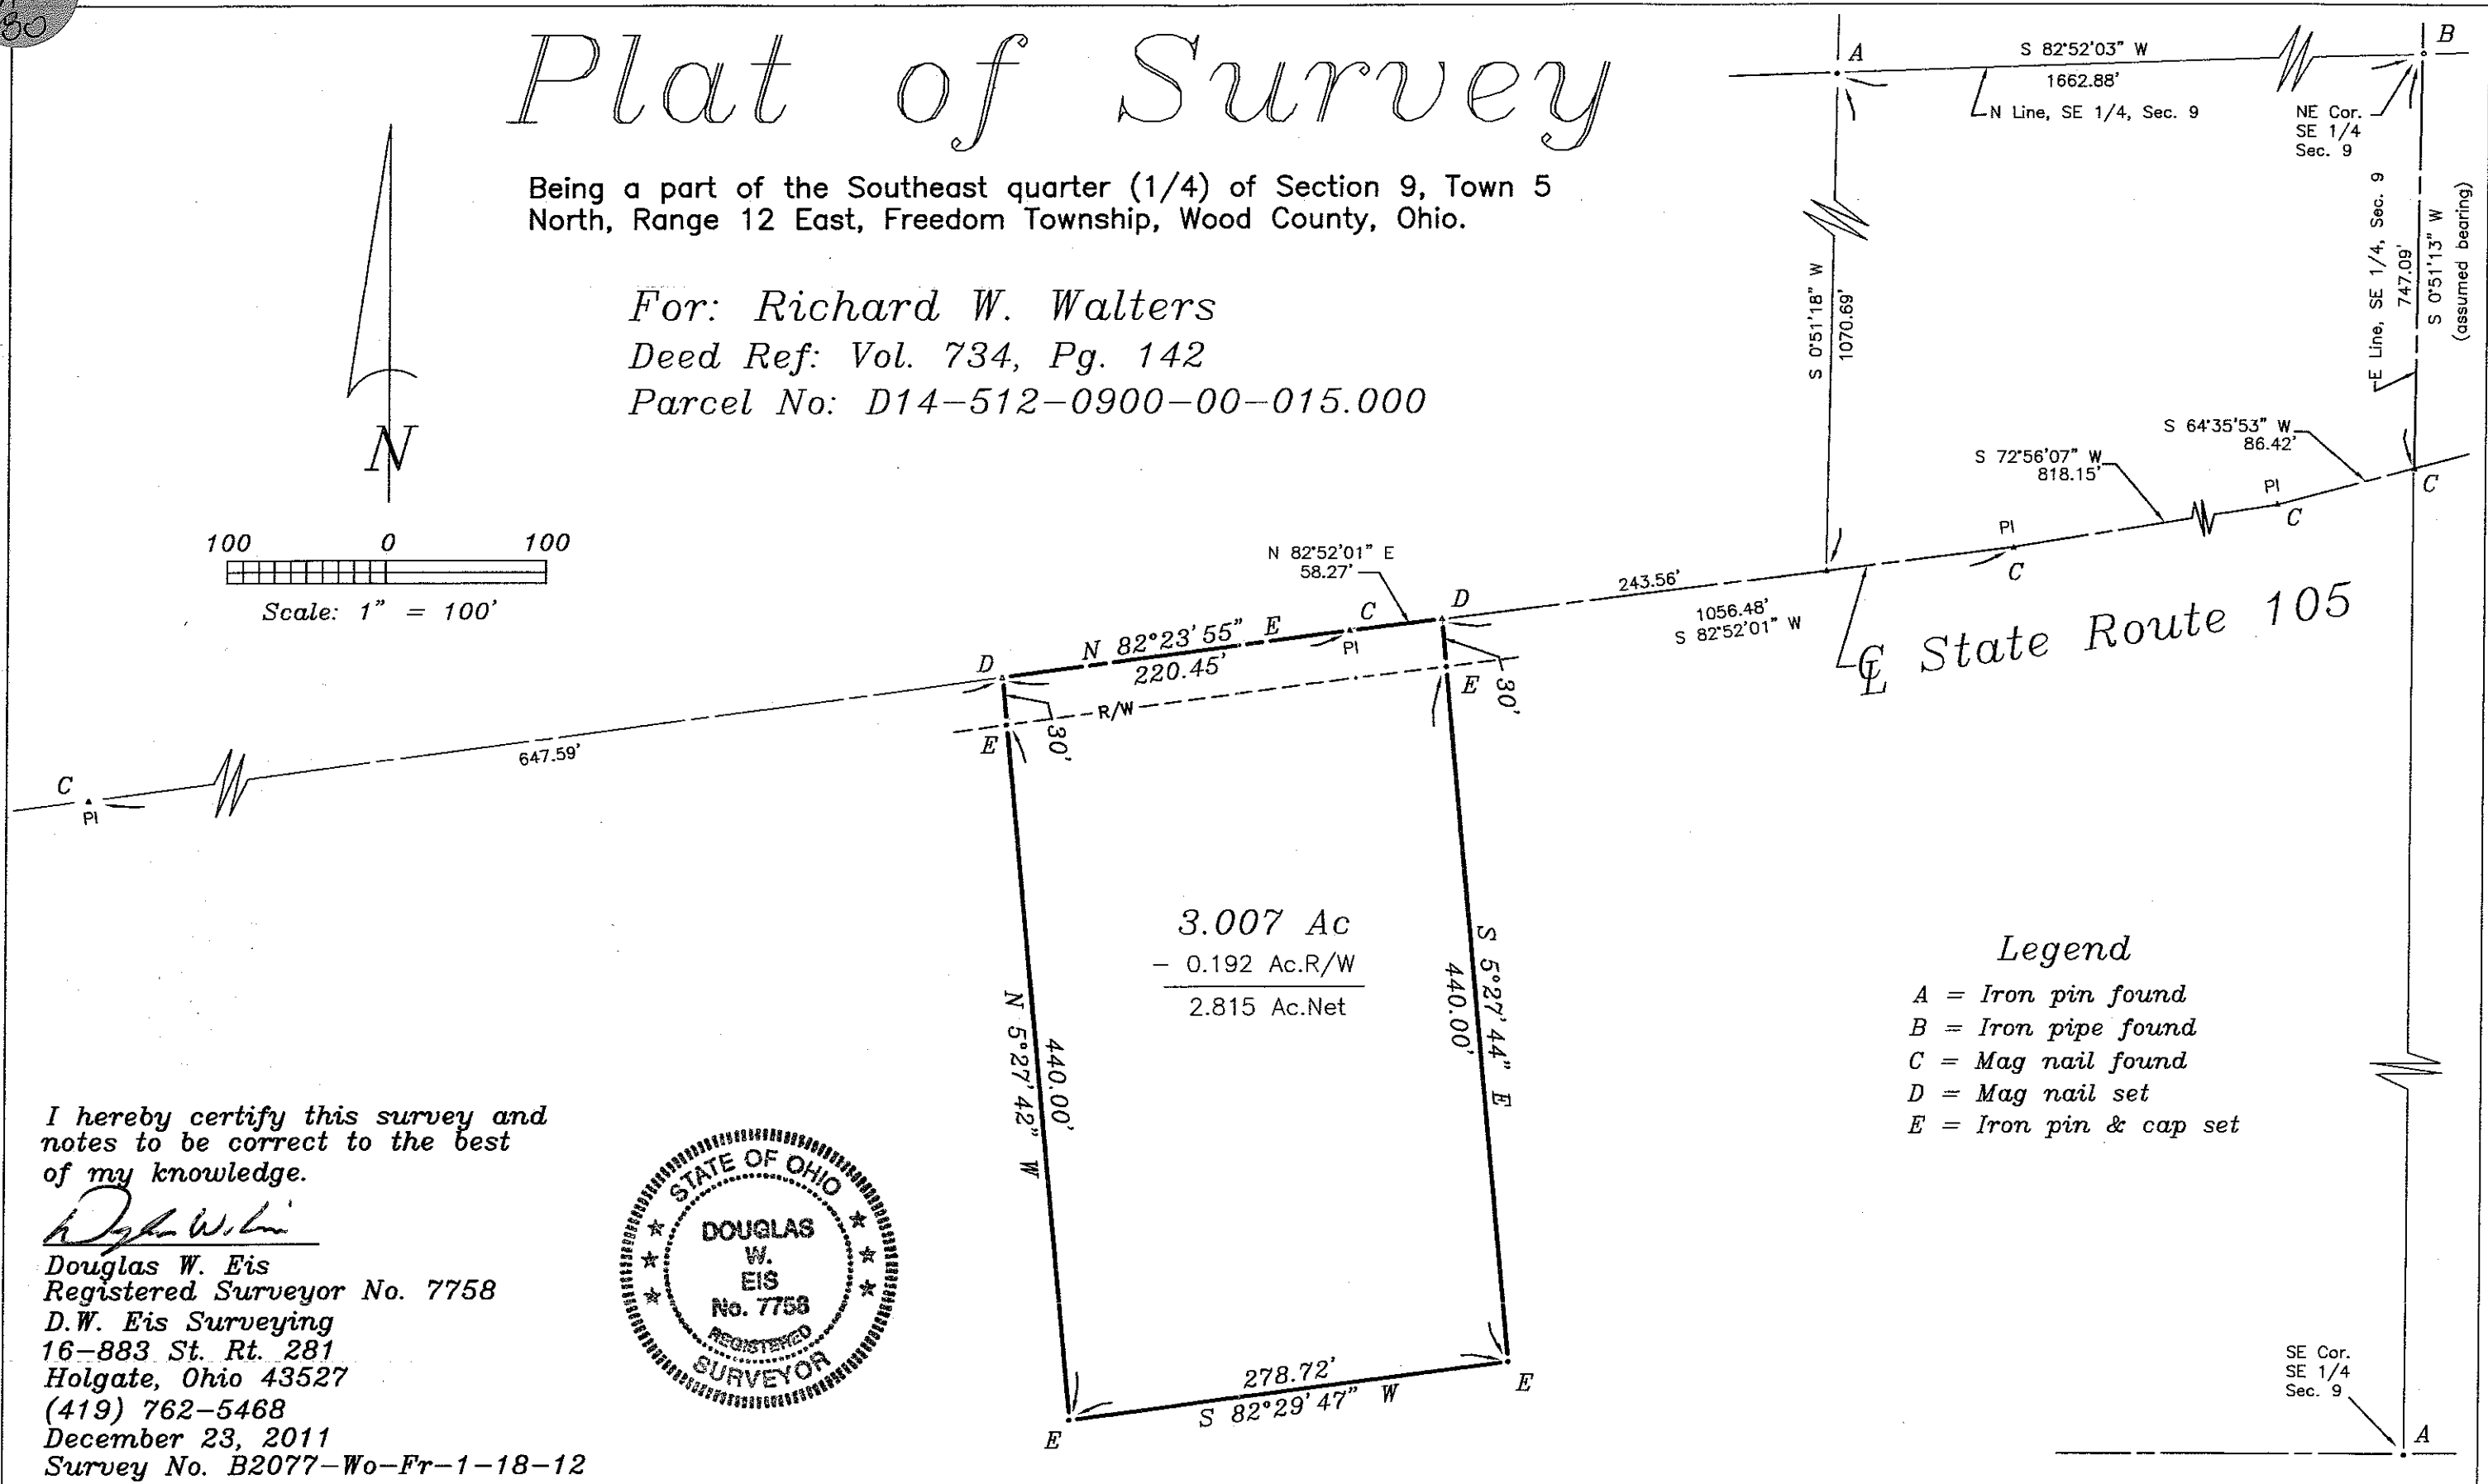 30
Plat of Survey
Being a part of the Southeast quarter (1/4) of Section 9, Town 5
North, Range 12 East, Freedom Township, Wood County, Ohio.
For: Richard W. Walters
Deed Ref: Vol. 734, Pg. 142
Parcel No: D14-512-0900-00-015.000
N
100 0 100
Scale: 1" = 100'
A
S 82°52'03" W
1662.88'
N Line, SE 1/4, Sec. 9
B
NE Cor.
SE 1/4
Sec. 9
E Line, SE 1/4, Sec. 9
747.09'
S 0°51'13" W
(assumed bearing)
S 0°51'18" W
1070.69'
S 64°35'53" W
86.42'
S 72°56'07" W
818.15'
C
PI
C
PI
C
N 82°52'01" E
58.27'
243.56'
1056.48'
S 82°52'01" W
℄ State Route 105
D
C
PI
N 82°23'55" E
220.45'
D
R/W
E
30'
E
30'
647.59'
C
PI
3.007 Ac
- 0.192 Ac.R/W
2.815 Ac.Net
N 5°27'42" W
440.00'
S 5°27'44" E
440.00'
278.72'
S 82°29'47" W
E
E
Legend
A = Iron pin found
B = Iron pipe found
C = Mag nail found
D = Mag nail set
E = Iron pin & cap set
SE Cor.
SE 1/4
Sec. 9
A
I hereby certify this survey and
notes to be correct to the best
of my knowledge.
Douglas W. Eis
Registered Surveyor No. 7758
D.W. Eis Surveying
16-883 St. Rt. 281
Holgate, Ohio 43527
(419) 762-5468
December 23, 2011
Survey No. B2077-Wo-Fr-1-18-12
STATE OF OHIO
DOUGLAS
W.
EIS
No. 7758
REGISTERED
SURVEYOR